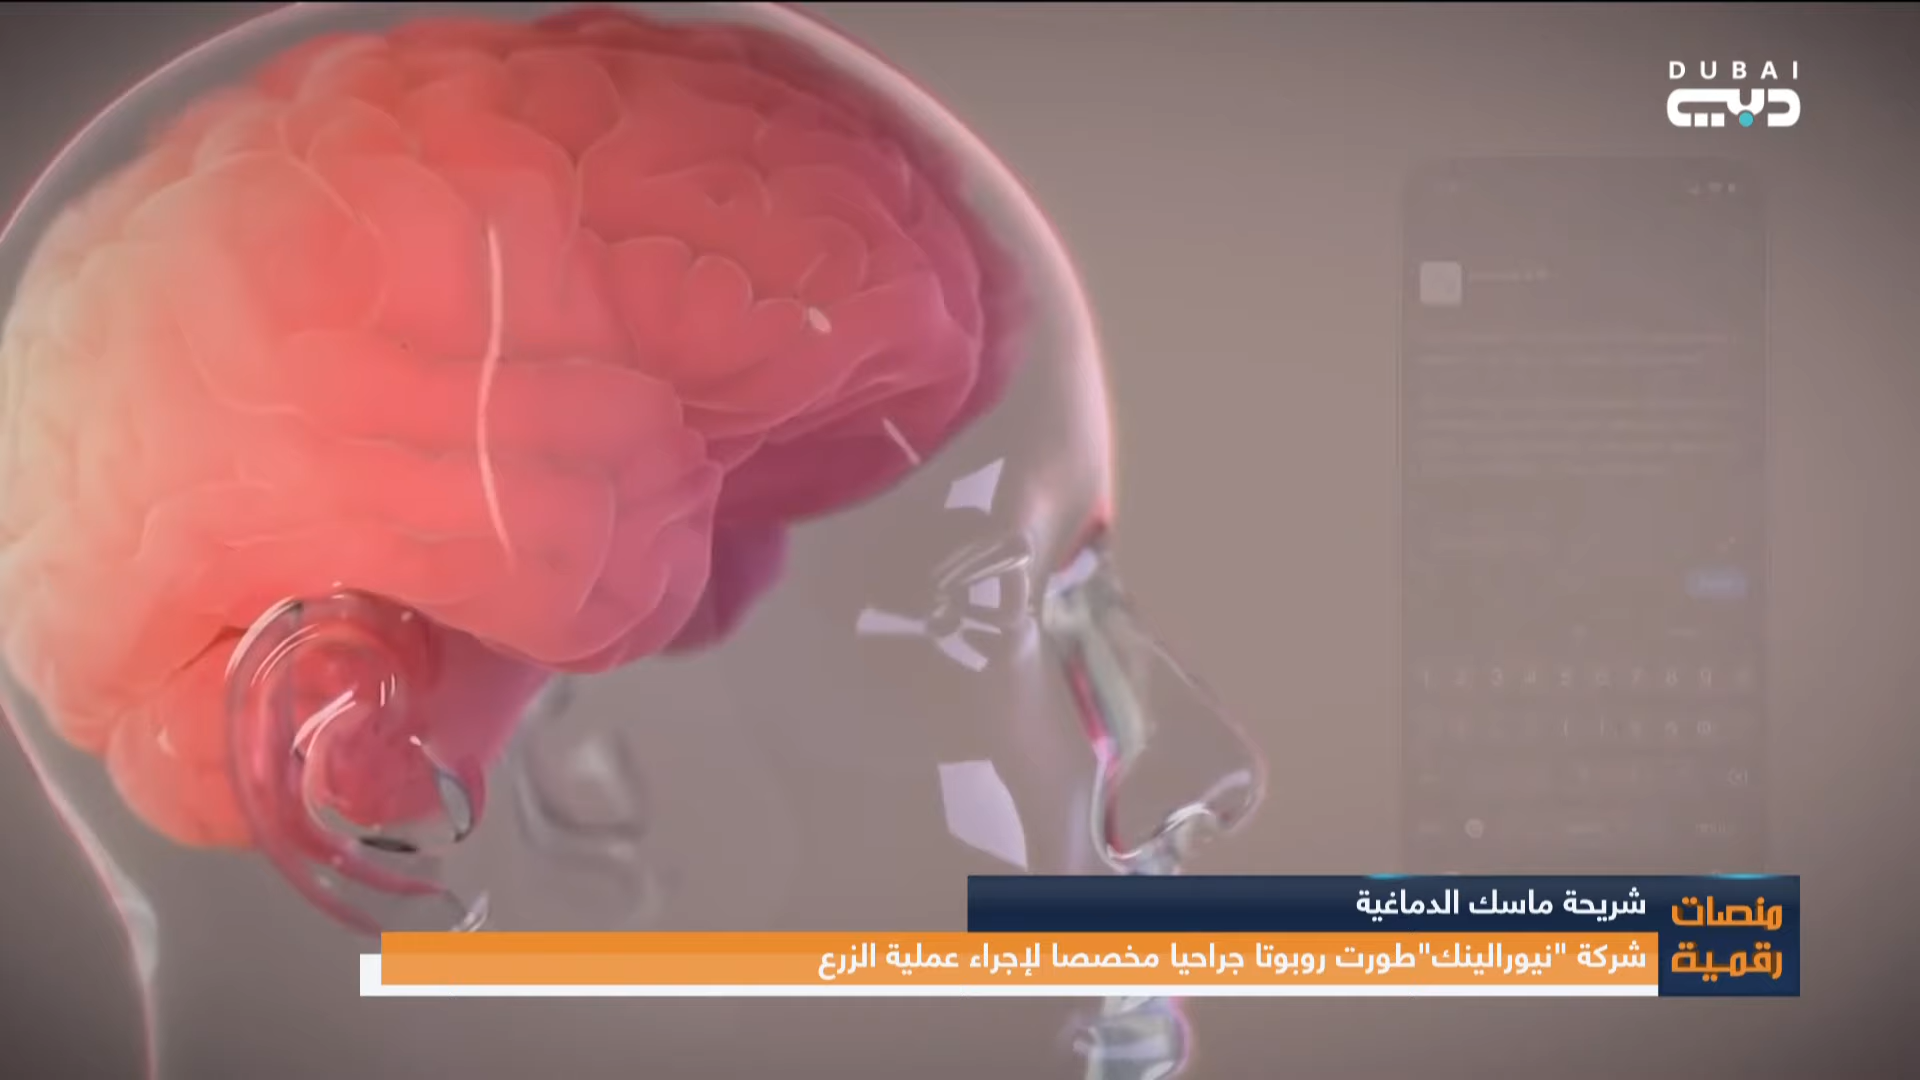 DUBAI
دبي
شريحة ماسك الدماغية
شركة "نيورالينك"طورت روبوتا جراحيا مخصصا لإجراء عملية الزرع
منصات
رقمية